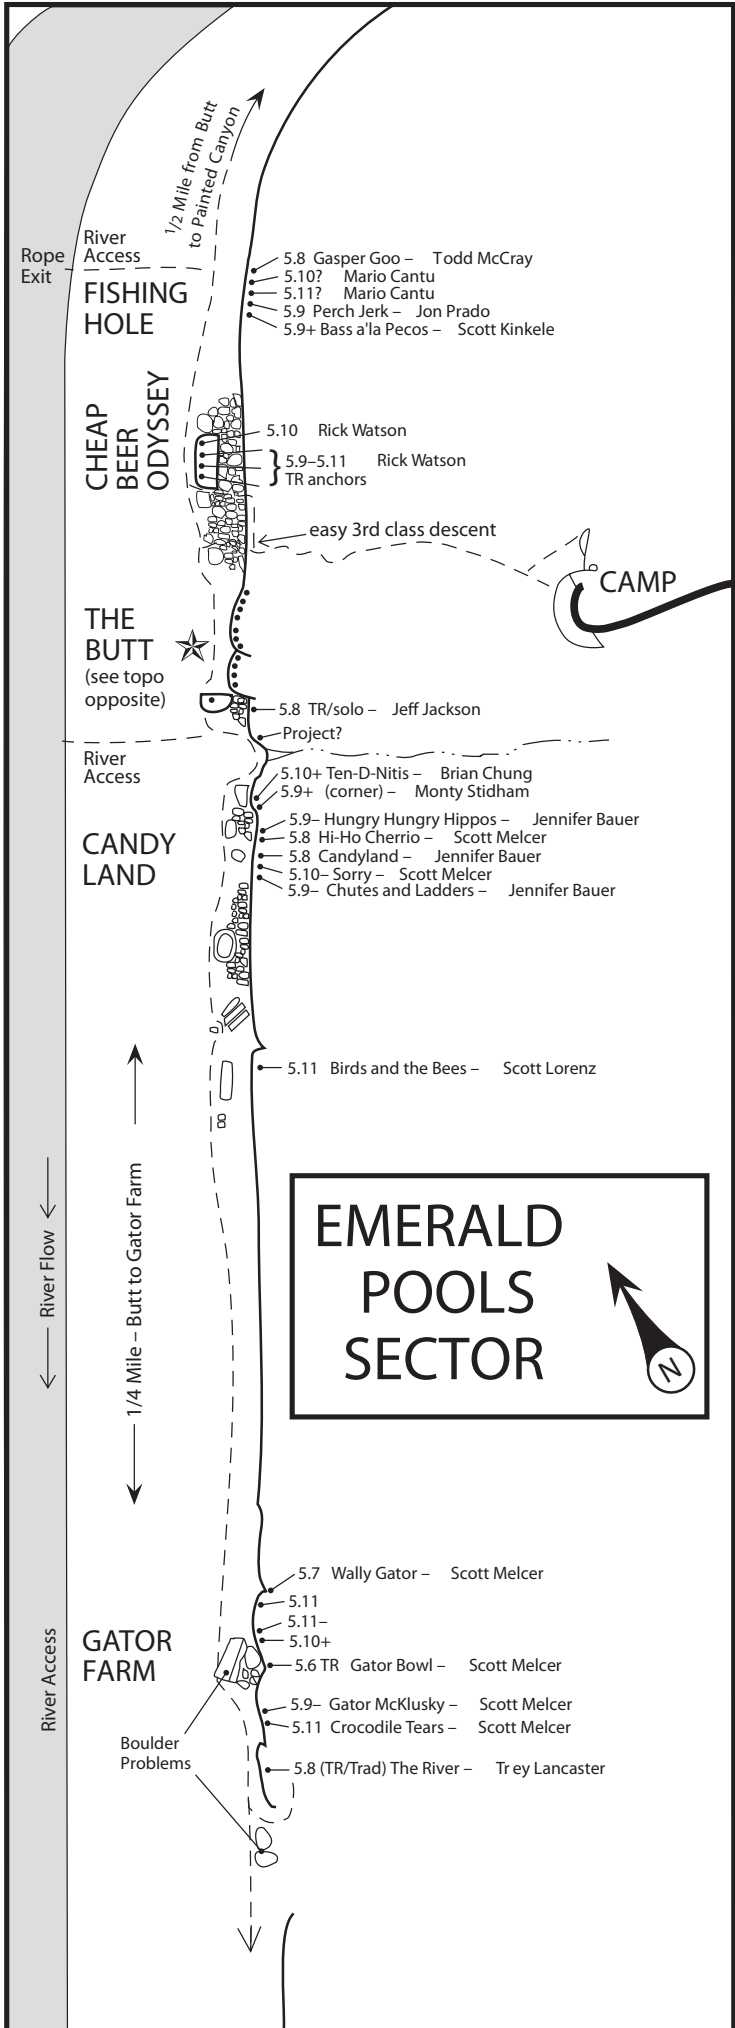 1/2 Mile from Butt
to Painted Canyon
River
Access
Rope
Exit
FISHING
HOLE
5.8 Gasper Goo – Todd McCray
5.10? Mario Cantu
5.11? Mario Cantu
5.9 Perch Jerk – Jon Prado
5.9+ Bass a'la Pecos – Scott Kinkele
CHEAP
BEER
ODYSSEY
5.10 Rick Watson
5.9–5.11 Rick Watson
TR anchors
easy 3rd class descent
CAMP
THE
BUTT
(see topo
opposite)
5.8 TR/solo – Jeff Jackson
Project?
River
Access
5.10+ Ten-D-Nitis – Brian Chung
5.9+ (corner) – Monty Stidham
5.9– Hungry Hungry Hippos – Jennifer Bauer
5.8 Hi-Ho Cherrio – Scott Melcer
CANDY
LAND
5.8 Candyland – Jennifer Bauer
5.10– Sorry – Scott Melcer
5.9– Chutes and Ladders – Jennifer Bauer
5.11 Birds and the Bees – Scott Lorenz
1/4 Mile – Butt to Gator Farm
River Flow
EMERALD
POOLS
SECTOR
N
5.7 Wally Gator – Scott Melcer
5.11
5.11–
5.10+
GATOR
FARM
5.6 TR Gator Bowl – Scott Melcer
River Access
5.9– Gator McKlusky – Scott Melcer
5.11 Crocodile Tears – Scott Melcer
Boulder
Problems
5.8 (TR/Trad) The River – Trey Lancaster